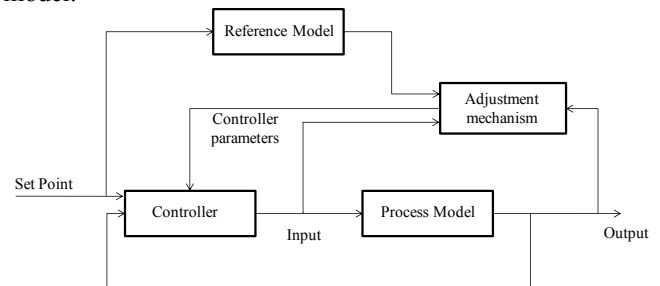 model.
Reference Model
Adjustment
mechanism
Controller
parameters
Set Point
Controller
Process Model
Input
Output